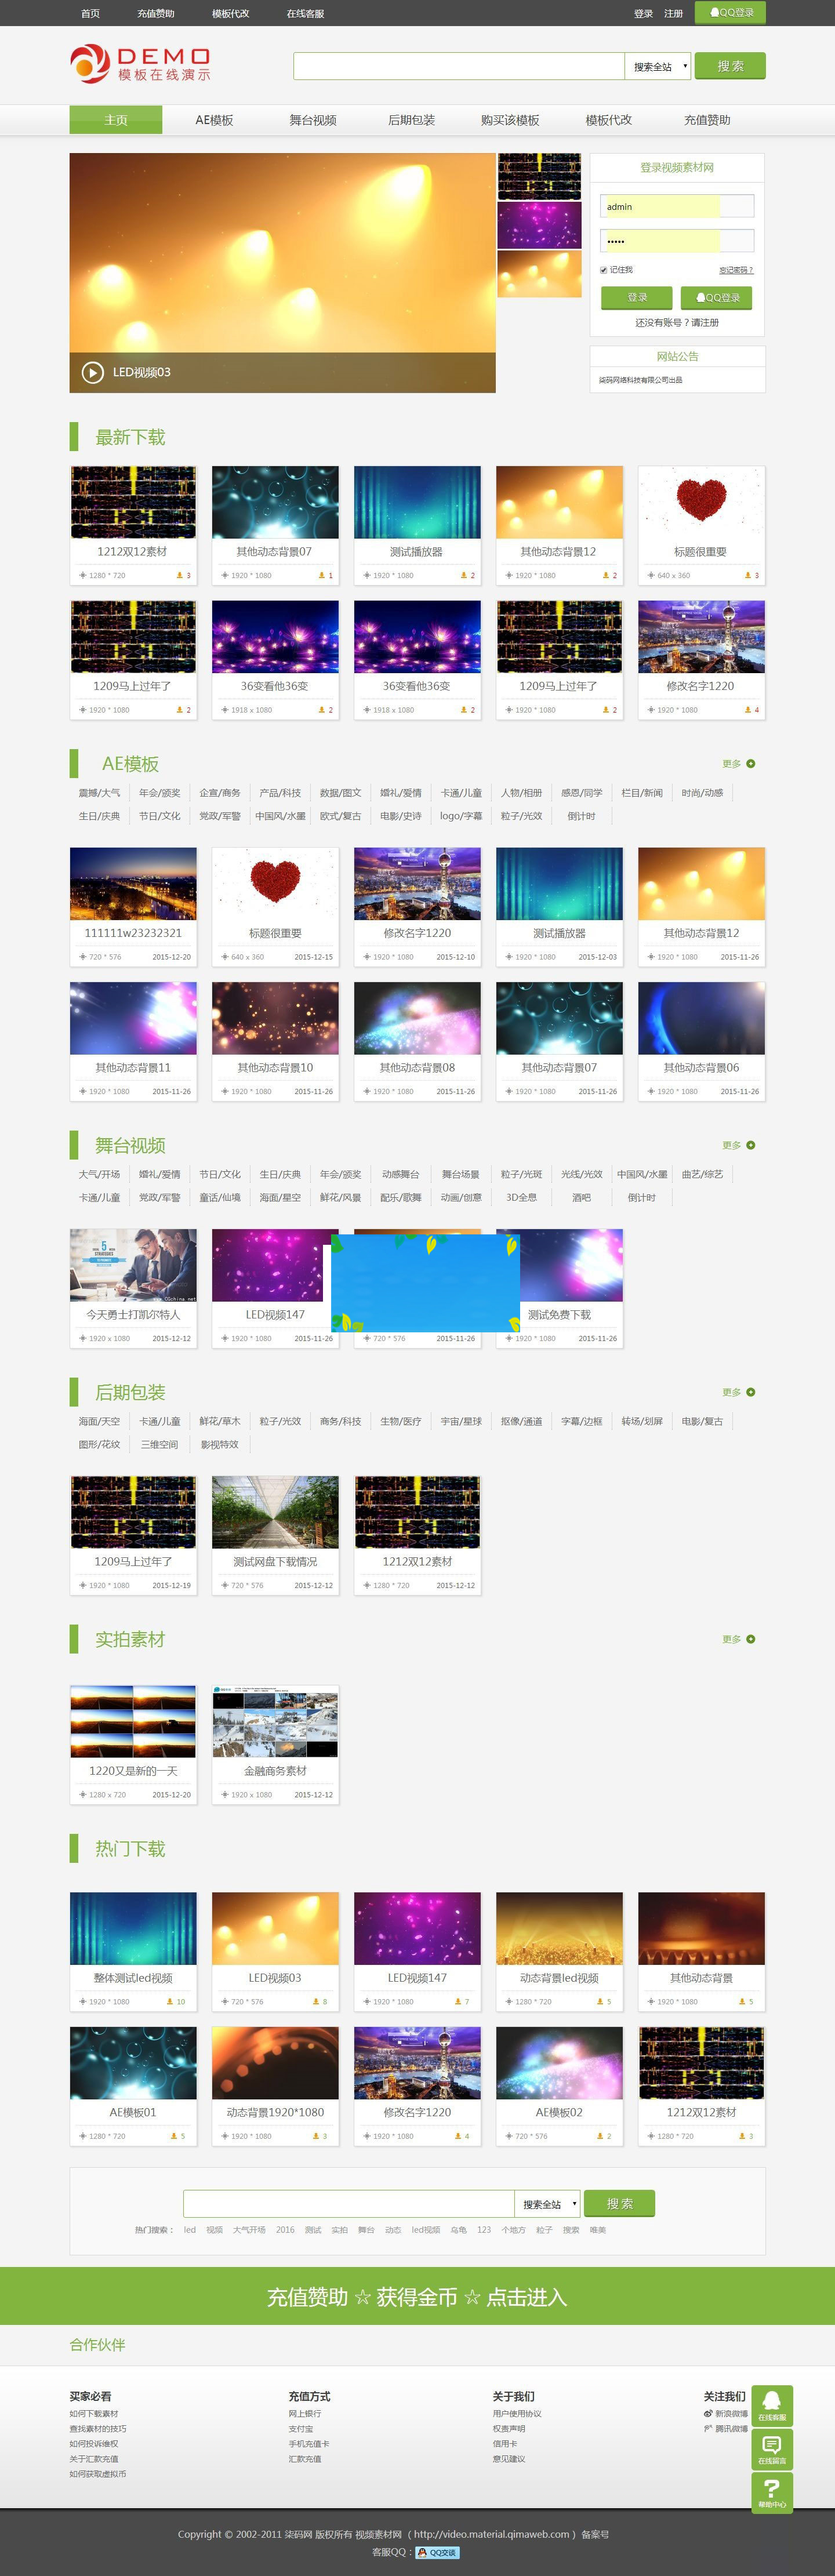 首页 充值赞助 模板代改 在线客服 登录 注册 QQ登录
DEMO
模板在线演示
搜索全站 搜 索
主页 AE模板 舞台视频 后期包装 购买该模板 模板代改 充值赞助
LED视频03
登录视频素材网
admin
•••••
记住我 忘记密码？
登录 QQ登录
还没有账号？请注册
网站公告
柒码网络科技有限公司出品
最新下载
1212双12素材 其他动态背景07 测试播放器 其他动态背景12 标题很重要
1280 * 720 3 1920 * 1080 1 1920 * 1080 2 1920 * 1080 2 640 x 360 3
1209马上过年了 36变看他36变 36变看他36变 1209马上过年了 修改名字1220
1920 * 1080 2 1918 x 1080 2 1918 x 1080 2 1920 * 1080 2 1920 * 1080 4
AE模板 更多
震撼/大气 年会/颁奖 企宣/商务 产品/科技 数据/图文 婚礼/爱情 卡通/儿童 人物/相册 感恩/同学 栏目/新闻 时尚/动感
生日/庆典 节日/文化 党政/军警 中国风/水墨 欧式/复古 电影/史诗 logo/字幕 粒子/光效 倒计时
111111w23232321 标题很重要 修改名字1220 测试播放器 其他动态背景12
720 * 576 2015-12-20 640 x 360 2015-12-15 1920 * 1080 2015-12-10 1920 * 1080 2015-12-03 1920 * 1080 2015-11-26
其他动态背景11 其他动态背景10 其他动态背景08 其他动态背景07 其他动态背景06
1920 * 1080 2015-11-26 1920 * 1080 2015-11-26 1920 * 1080 2015-11-26 1920 * 1080 2015-11-26 1920 * 1080 2015-11-26
舞台视频 更多
大气/开场 婚礼/爱情 节日/文化 生日/庆典 年会/颁奖 动感舞台 舞台场景 粒子/光斑 光线/光效 中国风/水墨 曲艺/综艺
卡通/儿童 党政/军警 童话/仙境 海面/星空 鲜花/风景 配乐/歌舞 动画/创意 3D全息 酒吧 倒计时
5
STRATEGIES
www.CGchina.net
今天勇士打凯尔特人 LED视频147 测试免费下载
1920 x 1080 2015-12-12 1920 * 1080 2015-11-26 720 * 576 2015-11-26 1920 * 1080 2015-11-26
后期包装 更多
海面/天空 卡通/儿童 鲜花/草木 粒子/光效 商务/科技 生物/医疗 宇宙/星球 抠像/通道 字幕/边框 转场/划屏 电影/复古
图形/花纹 三维空间 影视特效
1209马上过年了 测试网盘下载情况 1212双12素材
1920 * 1080 2015-12-19 720 * 576 2015-12-12 1280 * 720 2015-12-12
实拍素材 更多
1220又是新的一天 金融商务素材
1280 x 720 2015-12-20 1920 x 1080 2015-12-12
热门下载
整体测试led视频 LED视频03 LED视频147 动态背景led视频 其他动态背景
1920 * 1080 10 720 * 576 8 1920 * 1080 7 1280 * 720 5 1920 * 1080 5
AE模板01 动态背景1920*1080 修改名字1220 AE模板02 1212双12素材
1280 * 720 5 1920 * 1080 3 1920 * 1080 4 720 * 576 2 1280 * 720 3
搜索全站 搜 索
热门搜索： led 视频 大气开场 2016 测试 实拍 舞台 动态 led视频 乌龟 123 个地方 粒子 搜索 唯美
充值赞助 ☆ 获得金币 ☆ 点击进入
合作伙伴
买家必看 充值方式 关于我们 关注我们
如何下载素材 网上银行 用户使用协议 新浪微博
查找素材的技巧 支付宝 权责声明 腾讯微博
如何投诉维权 手机充值卡 信用卡
关于汇款充值 汇款充值 意见建议
如何获取虚拟币
在线客服
在线留言
帮助中心
Copyright © 2002-2011 柒码网 版权所有 视频素材网 （ http://video.material.qimaweb.com ） 备案号
客服QQ： QQ交谈